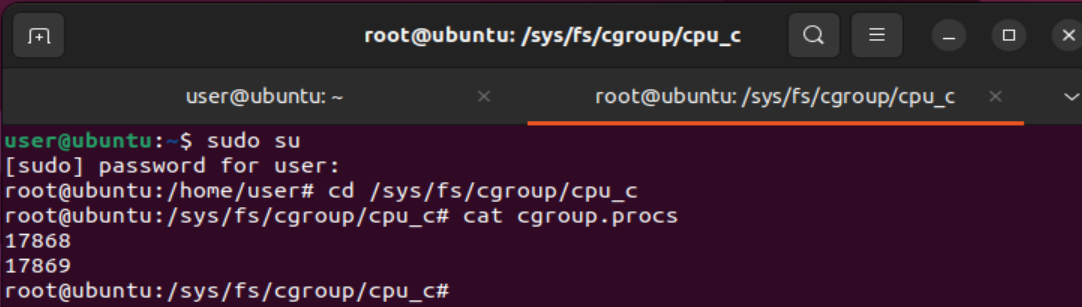 root@ubuntu: /sys/fs/cgroup/cpu_c
user@ubuntu: ~
root@ubuntu: /sys/fs/cgroup/cpu_c
user@ubuntu:~$ sudo su
[sudo] password for user:
root@ubuntu:/home/user# cd /sys/fs/cgroup/cpu_c
root@ubuntu:/sys/fs/cgroup/cpu_c# cat cgroup.procs
17868
17869
root@ubuntu:/sys/fs/cgroup/cpu_c#